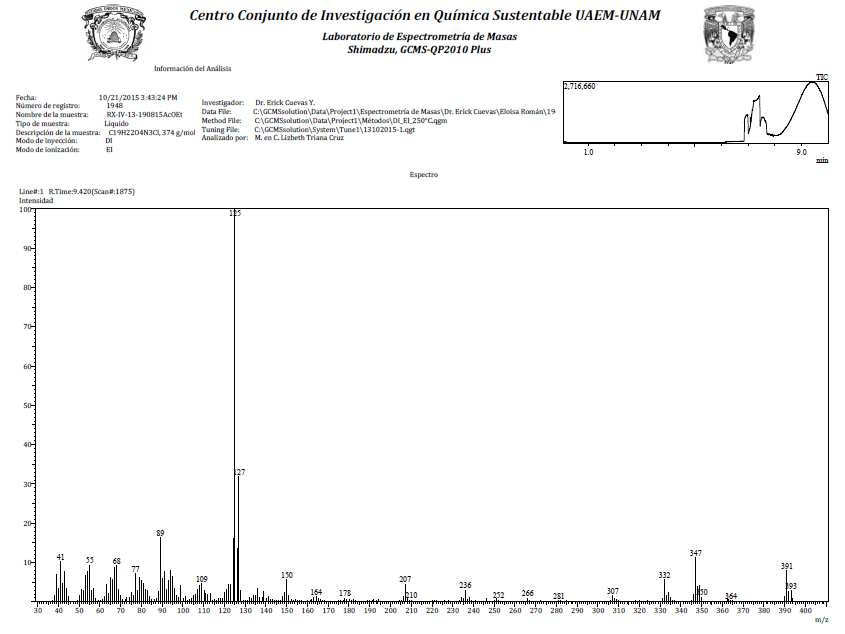 Centro Conjunto de Investigación en Química Sustentable UAEM-UNAM
Laboratorio de Espectrometría de Masas
Shimadzu, GCMS-QP2010 Plus
Información del Análisis
Fecha: 10/21/2015 3:43:24 PM
Número de registro: 1948
Nombre de la muestra: RX-IV-13-190815AcOEt
Tipo de muestra: Líquido
Descripción de la muestra: C19H22O4N3Cl, 374 g/mol
Modo de inyección: DI
Modo de ionización: EI
Investigador: Dr. Erick Cuevas Y.
Data File: C:\GCMSsolution\Data\Project1\Espectrometría de Masas\Dr. Erick Cuevas\Eloisa Román\19
Method File: C:\GCMSsolution\Data\Project1\Métodos\DI_EI_250°C.qgm
Tuning File: C:\GCMSsolution\System\Tune1\13102015-1.qgt
Analizado por: M. en C. Lizbeth Triana Cruz
TIC
2,716,660
1.0 9.0
min
Espectro
Line#:1 R.Time:9.420(Scan#:1875)
Intensidad
100
90
80
70
60
50
40
30
20
10
125
127
89
41 55 68 77 109 150 164 178 207 210 236 252 266 281 307 332 347 350 364 391 393
30 40 50 60 70 80 90 100 110 120 130 140 150 160 170 180 190 200 210 220 230 240 250 260 270 280 290 300 310 320 330 340 350 360 370 380 390 400
m/z